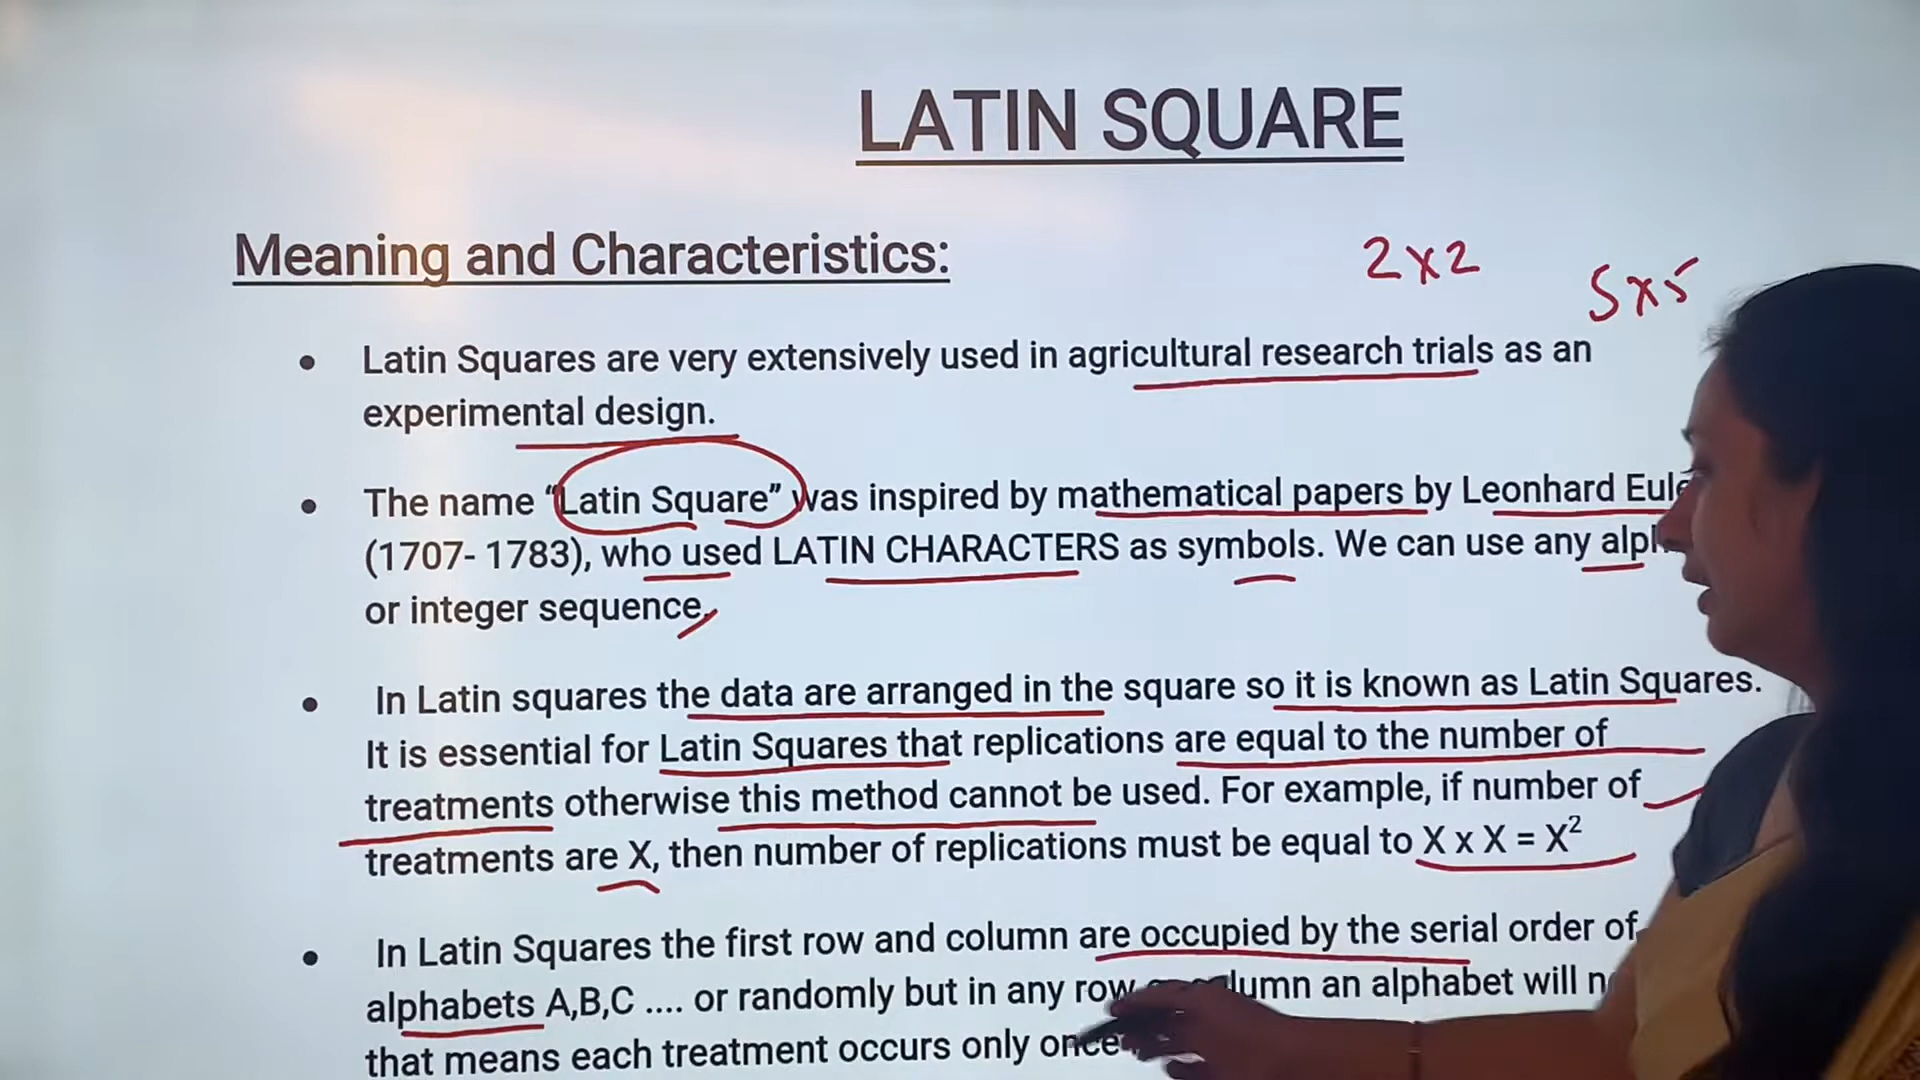 LATIN SQUARE
Meaning and Characteristics:
2x2
5x5
• Latin Squares are very extensively used in agricultural research trials as an
experimental design.
• The name “Latin Square” was inspired by mathematical papers by Leonhard
(1707- 1783), who used LATIN CHARACTERS as symbols. We can use any
or integer sequence,
• In Latin squares the data are arranged in the square so it is known as Latin Squares.
It is essential for Latin Squares that replications are equal to the number of
treatments otherwise this method cannot be used. For example, if number of
treatments are X, then number of replications must be equal to X x X = X²
• In Latin Squares the first row and column are occupied by the serial order of
alphabets A,B,C .... or randomly but in any row an alphabet will
that means each treatment occurs only once